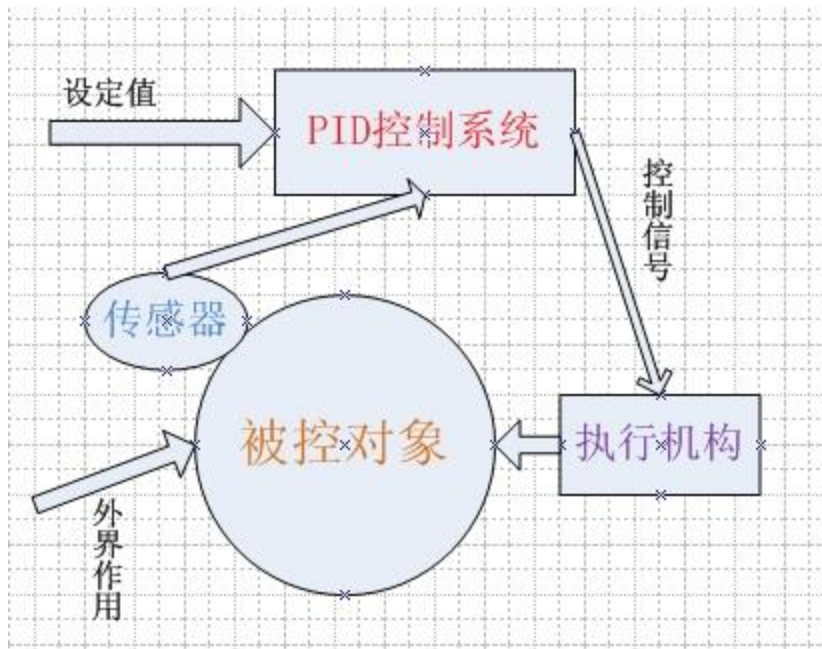 设定值
PID控制系统
控制信号
传感器
被控对象
执行机构
外界作用